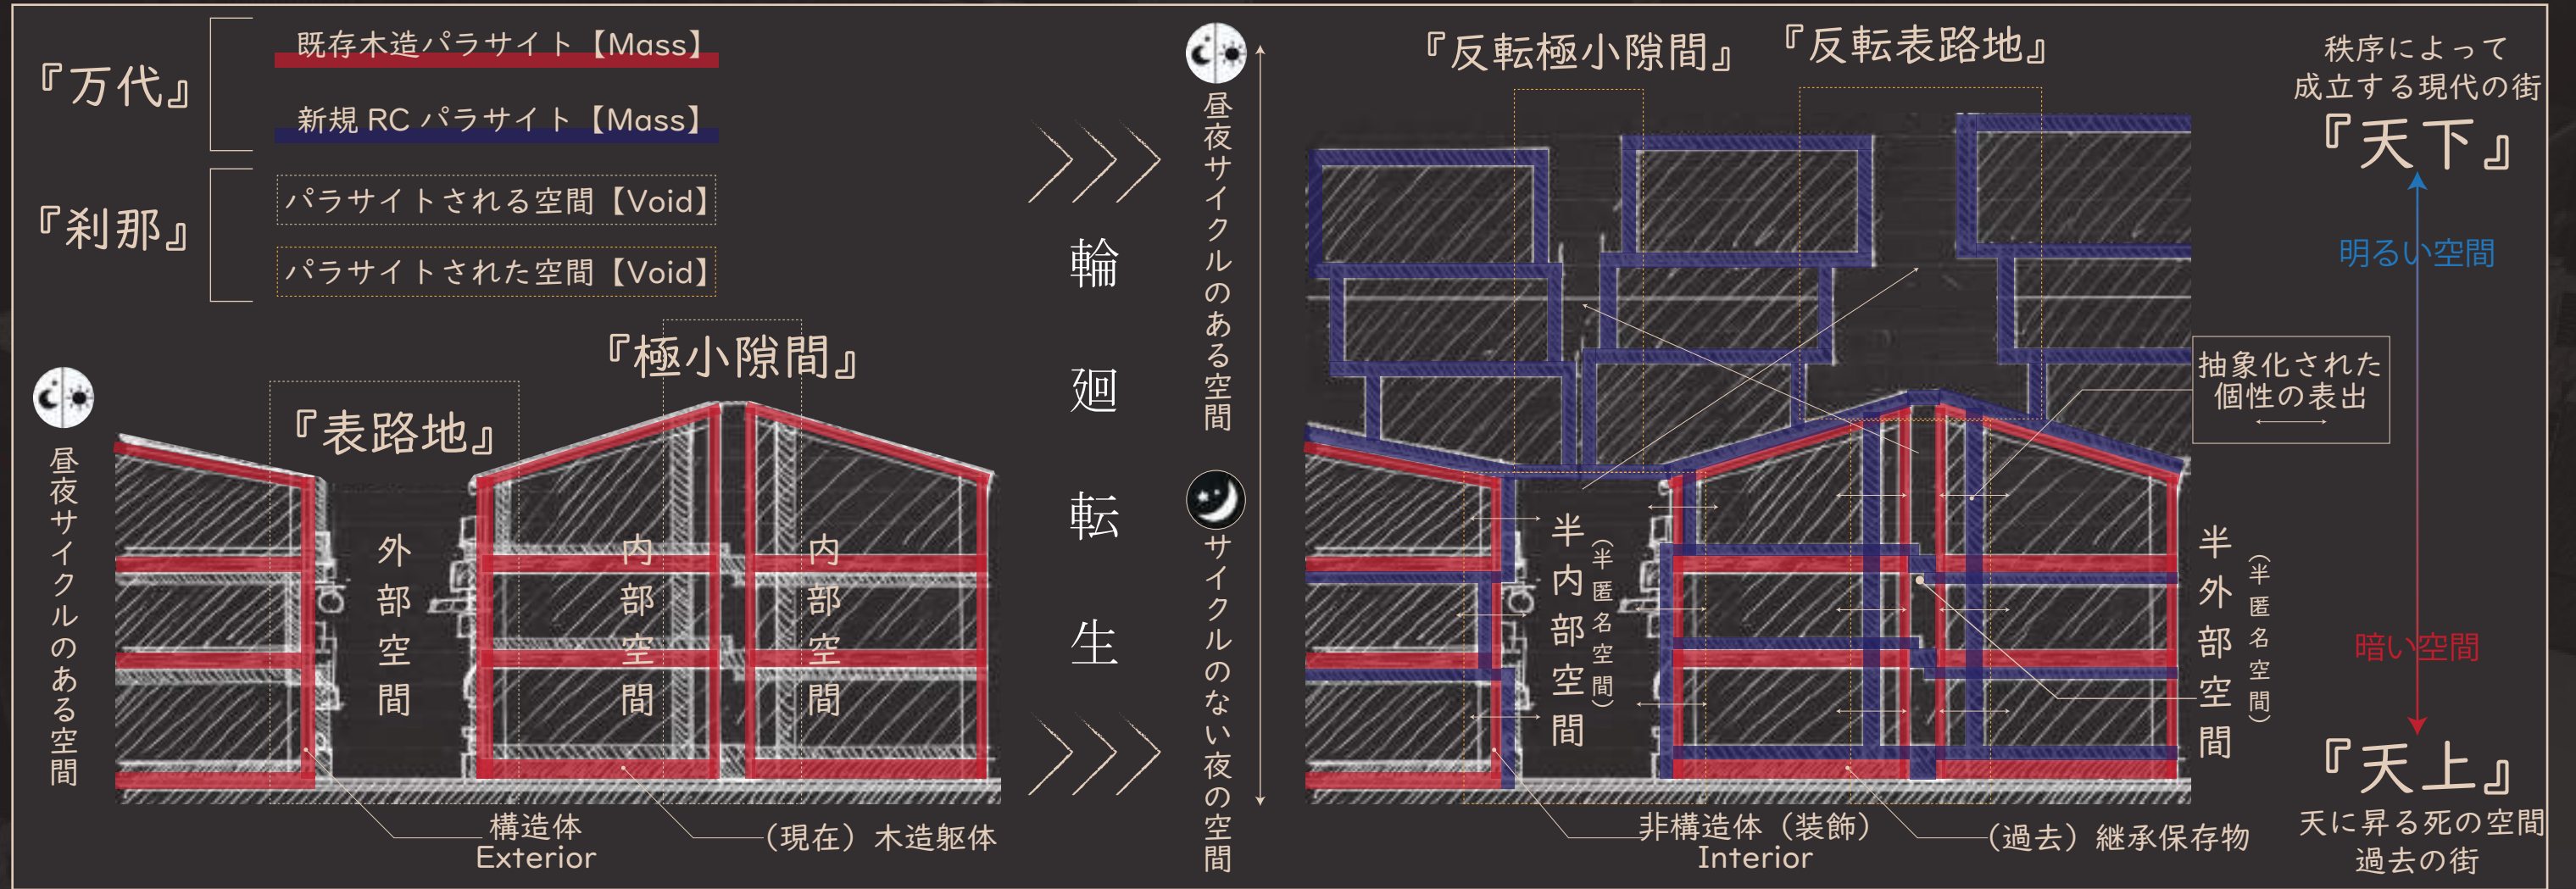 『万代』
既存木造パラサイト【Mass】
新規 RC パラサイト【Mass】
『刹那』
パラサイトされる空間【Void】
パラサイトされた空間【Void】
『極小隙間』
『表路地』
昼夜サイクルのある空間
外部空間
内部空間
内部空間
構造体
Exterior
(現在) 木造躯体
輪廻転生
昼夜サイクルのある空間
サイクルのない夜の空間
『反転極小隙間』
『反転表路地』
半内部空間
(半匿名空間)
抽象化された
個性の表出
半外部空間
(半匿名空間)
非構造体 (装飾)
Interior
(過去) 継承保存物
秩序によって
成立する現代の街
『天下』
明るい空間
暗い空間
『天上』
天に昇る死の空間
過去の街